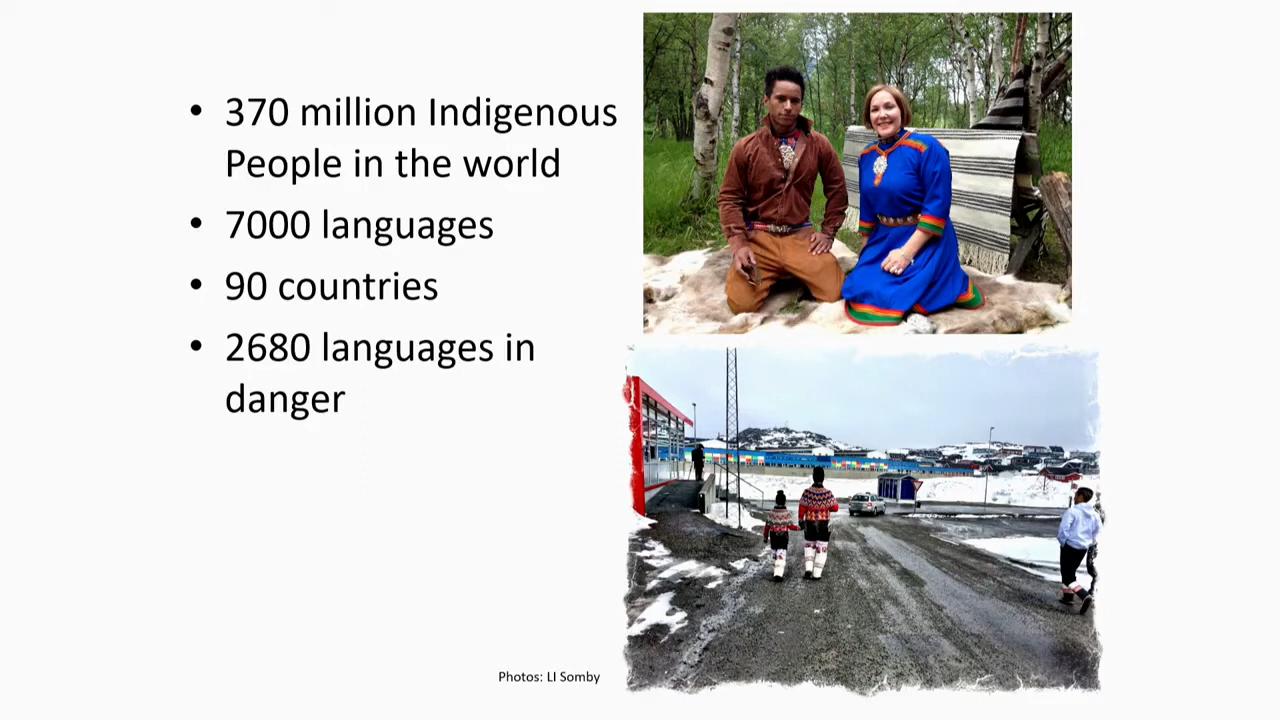 • 370 million Indigenous
People in the world
• 7000 languages
• 90 countries
• 2680 languages in
danger
Photos: LI Somby